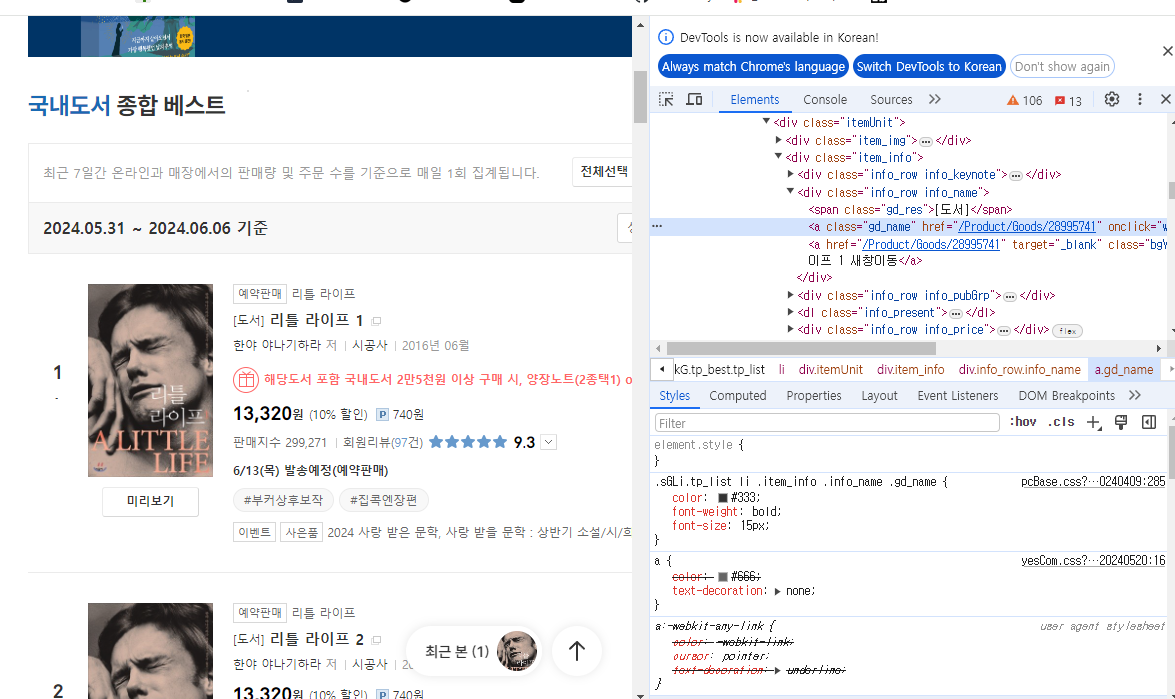 국내도서 종합 베스트
최근 7일간 온라인과 매장에서의 판매량 및 주문 수를 기준으로 매일 1회 집계됩니다.
전체선택
2024.05.31 ~ 2024.06.06 기준
1
-
리틀
라이프
A LITTLE
LIFE
미리보기
예약판매 리틀 라이프
[도서] 리틀 라이프 1
한야 야나기하라 저 | 시공사 | 2016년 06월
해당도서 포함 국내도서 2만5천원 이상 구매 시, 양장노트(2종택1) o
13,320원 (10% 할인) P 740원
판매지수 299,271 | 회원리뷰(97건) ★★★★★ 9.3
6/13(목) 발송예정(예약판매)
#부커상후보작 #집콕엔장편
이벤트 사은품 2024 사랑 받은 문학, 사랑 받을 문학 : 상반기 소설/시/희
2
예약판매 리틀 라이프
[도서] 리틀 라이프 2
한야 야나기하라 저 | 시공사 | 20
13,320원 (10% 할인) P 740원
최근 본 (1)
DevTools is now available in Korean!
Always match Chrome's language Switch DevTools to Korean Don't show again
Elements Console Sources 106 13
<div class="itemUnit">
<div class="item_img">…</div>
<div class="item_info">
<div class="info_row info_keynote">…</div>
<div class="info_row info_name">
<span class="gd_res">[도서]</span>
<a class="gd_name" href="/Product/Goods/28995741" onclick="w
<a href="/Product/Goods/28995741" target="_blank" class="bgY
이프 1 새창이동</a>
</div>
<div class="info_row info_pubGrp">…</div>
<dl class="info_present">…</dl>
<div class="info_row info_price">…</div> flex
kG.tp_best.tp_list li div.itemUnit div.item_info div.info_row.info_name a.gd_name
Styles Computed Properties Layout Event Listeners DOM Breakpoints
Filter :hov .cls
element.style {
}
.sGLi.tp_list li .item_info .info_name .gd_name { pcBase.css?…0240409:285
color: #333;
font-weight: bold;
font-size: 15px;
}
a { yesCom.css?…20240520:16
color: #666;
text-decoration: none;
}
a:-webkit-any-link { user agent stylesheet
color: -webkit-link;
cursor: pointer;
text-decoration: underline;
}